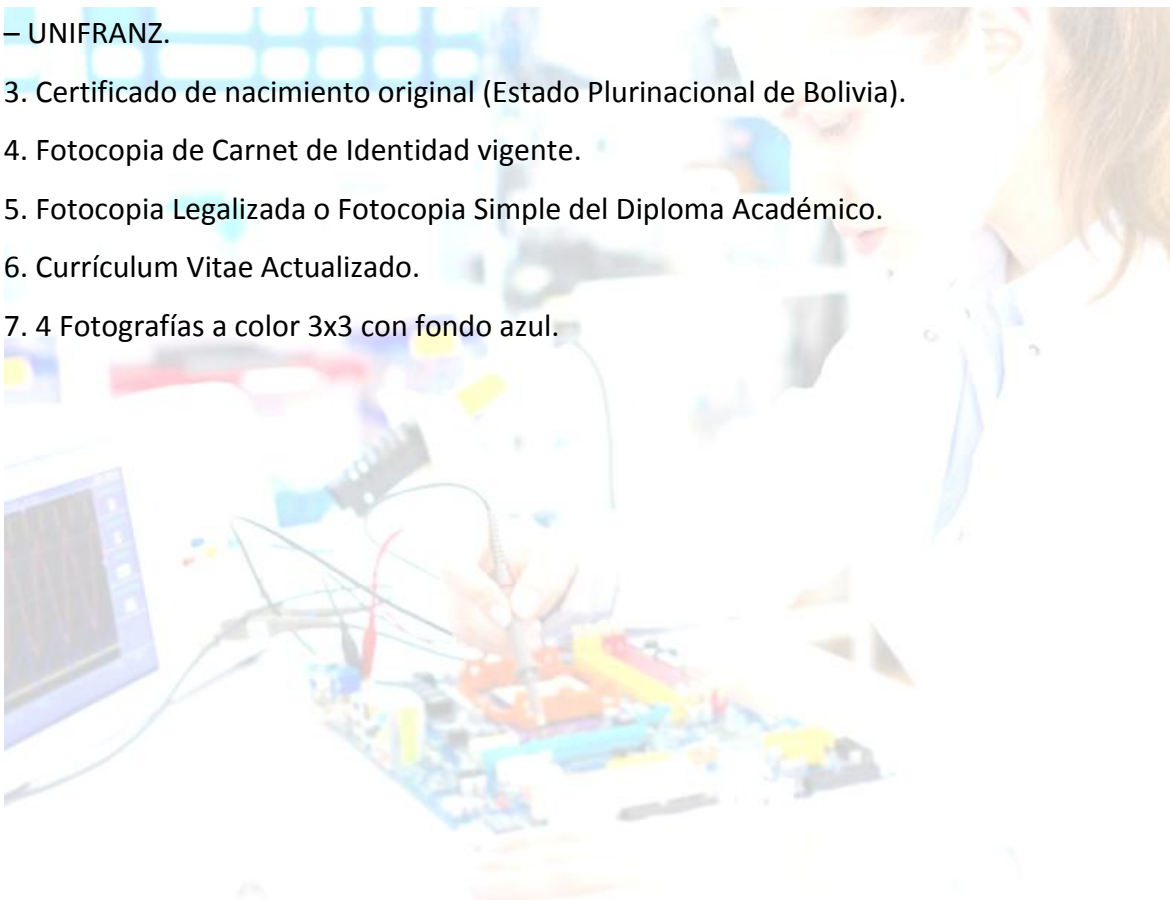 – UNIFRANZ.
3. Certificado de nacimiento original (Estado Plurinacional de Bolivia).
4. Fotocopia de Carnet de Identidad vigente.
5. Fotocopia Legalizada o Fotocopia Simple del Diploma Académico.
6. Currículum Vitae Actualizado.
7. 4 Fotografías a color 3x3 con fondo azul.